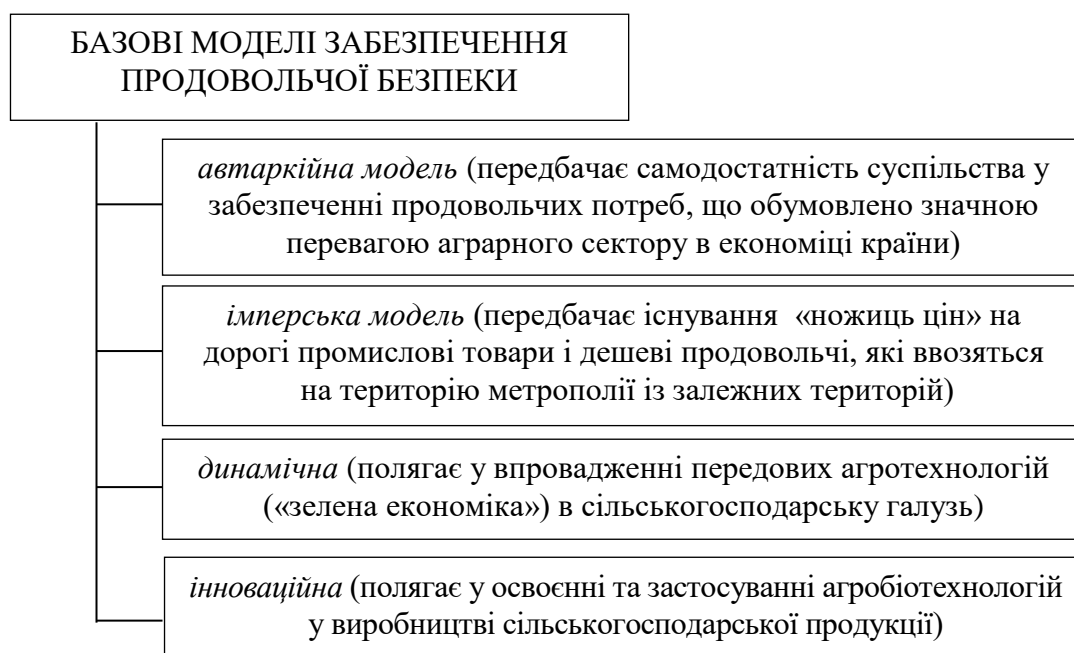 БАЗОВІ МОДЕЛІ ЗАБЕЗПЕЧЕННЯ
ПРОДОВОЛЬЧОЇ БЕЗПЕКИ
автаркійна модель (передбачає самодостатність суспільства у
забезпеченні продовольчих потреб, що обумовлено значною
перевагою аграрного сектору в економіці країни)
імперська модель (передбачає існування «ножиць цін» на
дорогі промислові товари і дешеві продовольчі, які ввозяться
на територію метрополії із залежних територій)
динамічна (полягає у впровадженні передових агротехнологій
(«зелена економіка») в сільськогосподарську галузь)
інноваційна (полягає у освоєнні та застосуванні агробіотехнологій
у виробництві сільськогосподарської продукції)